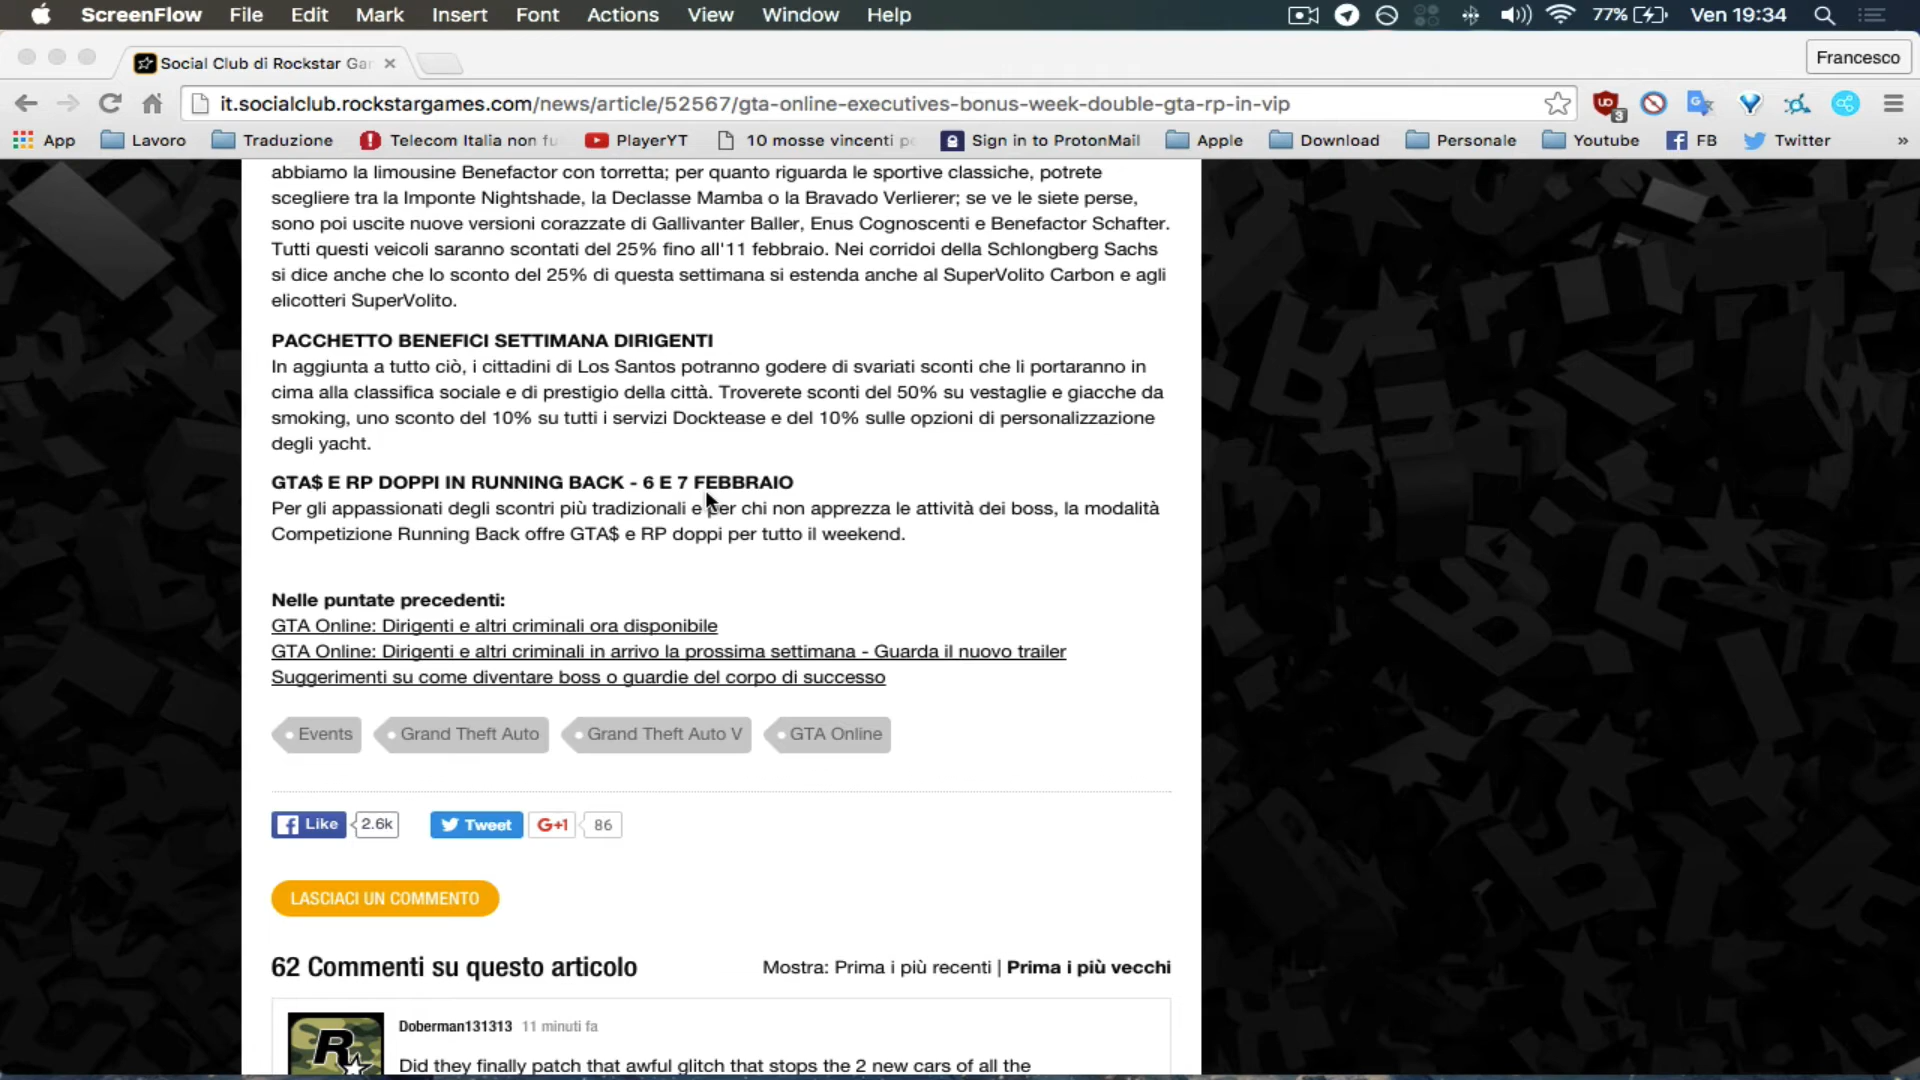 ScreenFlow File Edit Mark Insert Font Actions View Window Help 77% Ven 19:34
Social Club di Rockstar Gar Francesco
it.socialclub.rockstargames.com/news/article/52567/gta-online-executives-bonus-week-double-gta-rp-in-vip 3
App Lavoro Traduzione Telecom Italia non fu PlayerYT 10 mosse vincenti pe Sign in to ProtonMail Apple Download Personale Youtube FB Twitter »
abbiamo la limousine Benefactor con torretta; per quanto riguarda le sportive classiche, potrete
scegliere tra la Imponte Nightshade, la Declasse Mamba o la Bravado Verlierer; se ve le siete perse,
sono poi uscite nuove versioni corazzate di Gallivanter Baller, Enus Cognoscenti e Benefactor Schafter.
Tutti questi veicoli saranno scontati del 25% fino all'11 febbraio. Nei corridoi della Schlongberg Sachs
si dice anche che lo sconto del 25% di questa settimana si estenda anche al SuperVolito Carbon e agli
elicotteri SuperVolito.
PACCHETTO BENEFICI SETTIMANA DIRIGENTI
In aggiunta a tutto ciò, i cittadini di Los Santos potranno godere di svariati sconti che li portaranno in
cima alla classifica sociale e di prestigio della città. Troverete sconti del 50% su vestaglie e giacche da
smoking, uno sconto del 10% su tutti i servizi Docktease e del 10% sulle opzioni di personalizzazione
degli yacht.
GTA$ E RP DOPPI IN RUNNING BACK - 6 E 7 FEBBRAIO
Per gli appassionati degli scontri più tradizionali e per chi non apprezza le attività dei boss, la modalità
Competizione Running Back offre GTA$ e RP doppi per tutto il weekend.
Nelle puntate precedenti:
GTA Online: Dirigenti e altri criminali ora disponibile
GTA Online: Dirigenti e altri criminali in arrivo la prossima settimana - Guarda il nuovo trailer
Suggerimenti su come diventare boss o guardie del corpo di successo
Events Grand Theft Auto Grand Theft Auto V GTA Online
Like 2.6k Tweet G+1 86
LASCIACI UN COMMENTO
62 Commenti su questo articolo Mostra: Prima i più recenti | Prima i più vecchi
Doberman131313 11 minuti fa
Did they finally patch that awful glitch that stops the 2 new cars of all the